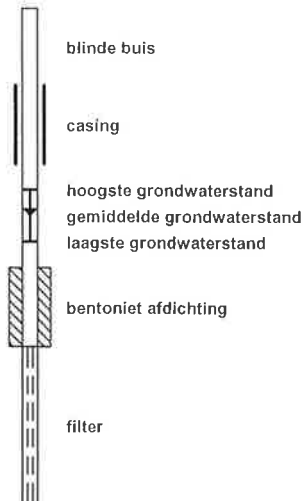 blinde buis
casing
hoogste grondwaterstand
gemiddelde grondwaterstand
laagste grondwaterstand
bentoniet afdichting
filter